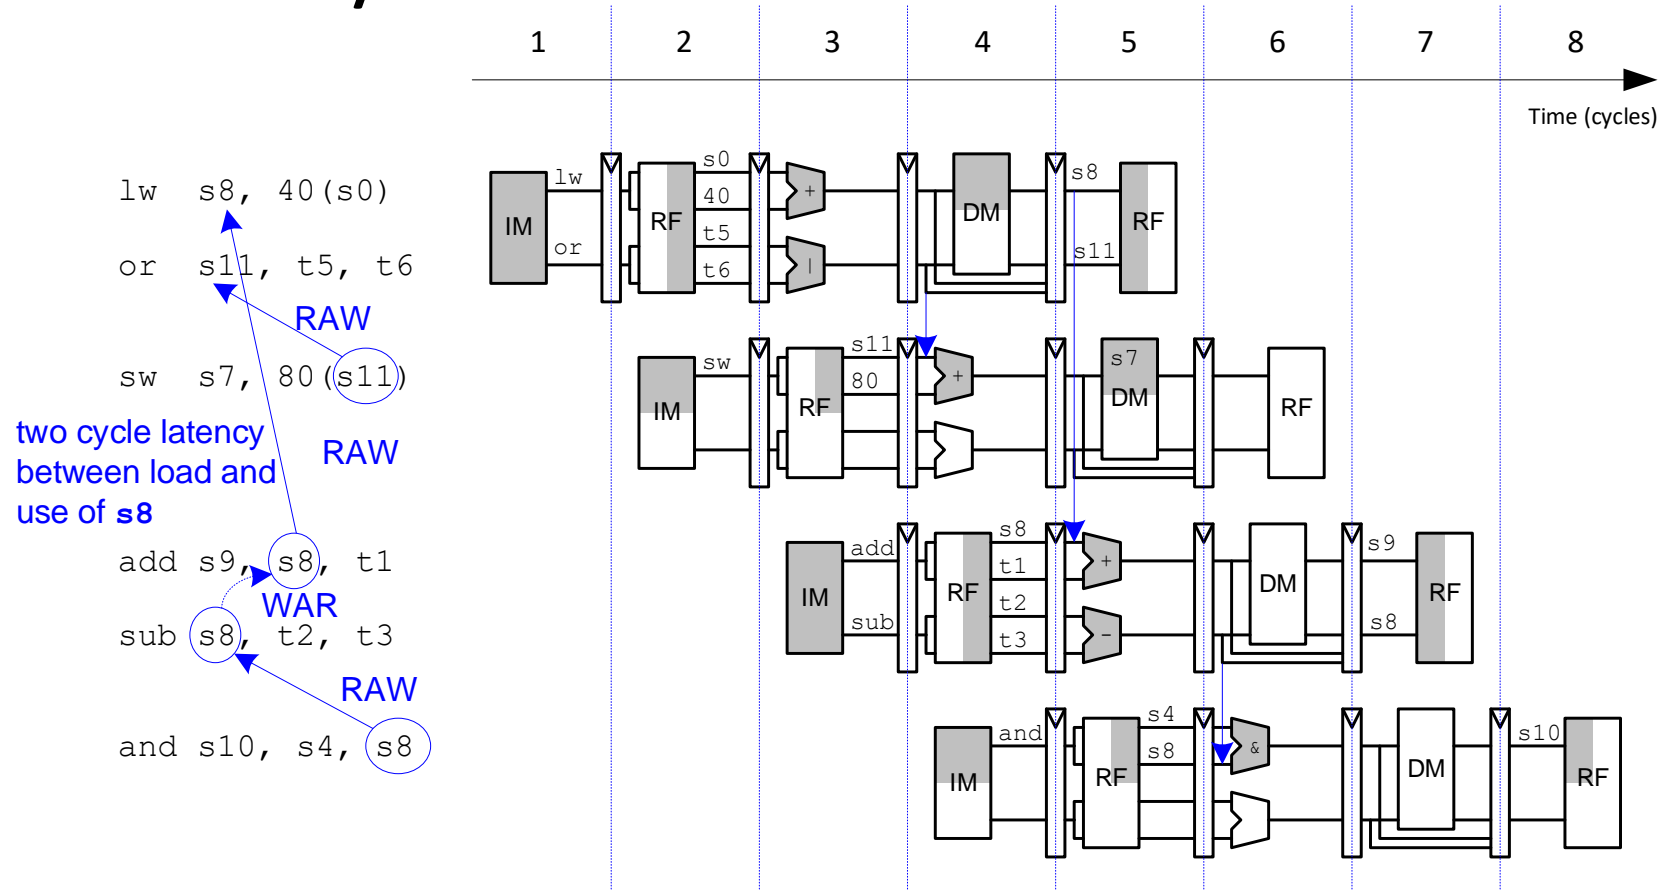 1 2 3 4 5 6 7 8
Time (cycles)
lw s8, 40(s0)
or s11, t5, t6
RAW
sw s7, 80(s11)
two cycle latency
between load and
use of s8
RAW
add s9, s8, t1
WAR
sub s8, t2, t3
RAW
and s10, s4, s8
IM
lw
or
RF
s0
40
t5
t6
+
|
DM
s8
s11
RF
IM
sw
RF
s11
80
+
s7
DM
RF
IM
add
sub
RF
s8
t1
t2
t3
+
-
DM
s9
s8
RF
IM
and
RF
s4
s8
&
DM
s10
RF